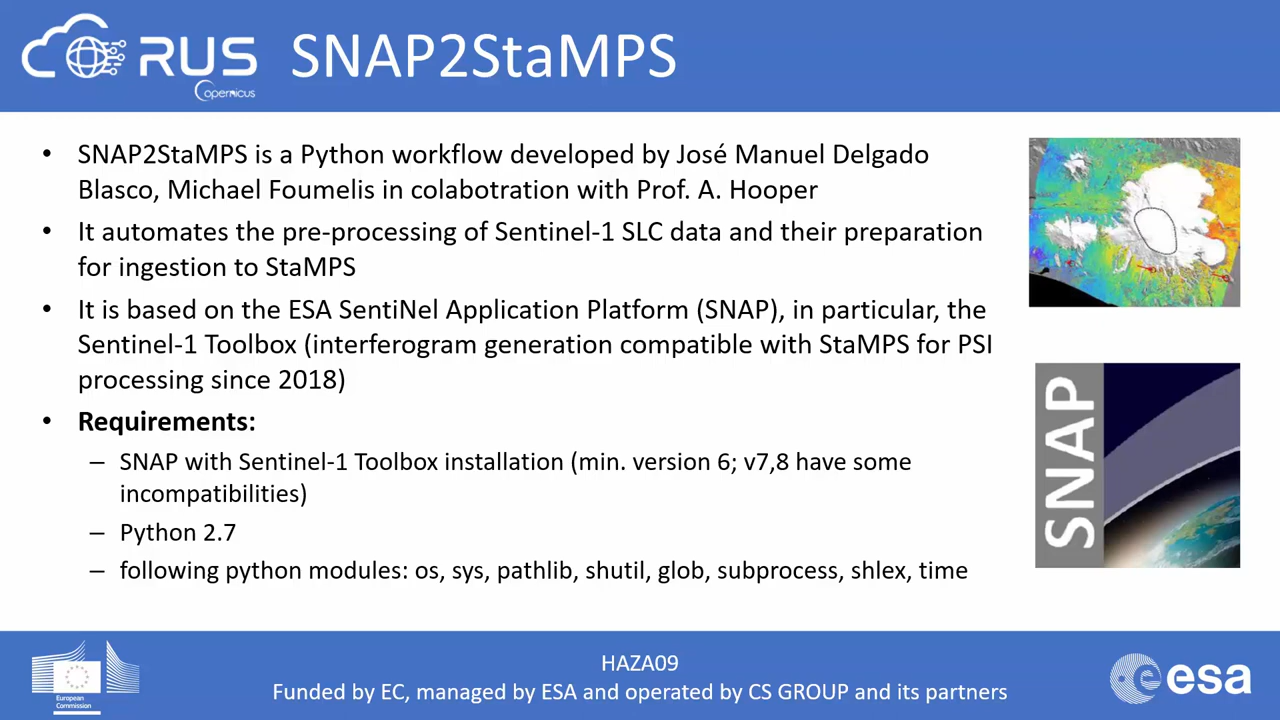 RUS
Copernicus
SNAP2StaMPS
• SNAP2StaMPS is a Python workflow developed by José Manuel Delgado
Blasco, Michael Foumelis in colabotration with Prof. A. Hooper
• It automates the pre-processing of Sentinel-1 SLC data and their preparation
for ingestion to StaMPS
• It is based on the ESA SentiNel Application Platform (SNAP), in particular, the
Sentinel-1 Toolbox (interferogram generation compatible with StaMPS for PSI
processing since 2018)
• Requirements:
– SNAP with Sentinel-1 Toolbox installation (min. version 6; v7,8 have some
incompatibilities)
– Python 2.7
– following python modules: os, sys, pathlib, shutil, glob, subprocess, shlex, time
SNAP
European
Commission
HAZA09
Funded by EC, managed by ESA and operated by CS GROUP and its partners
esa